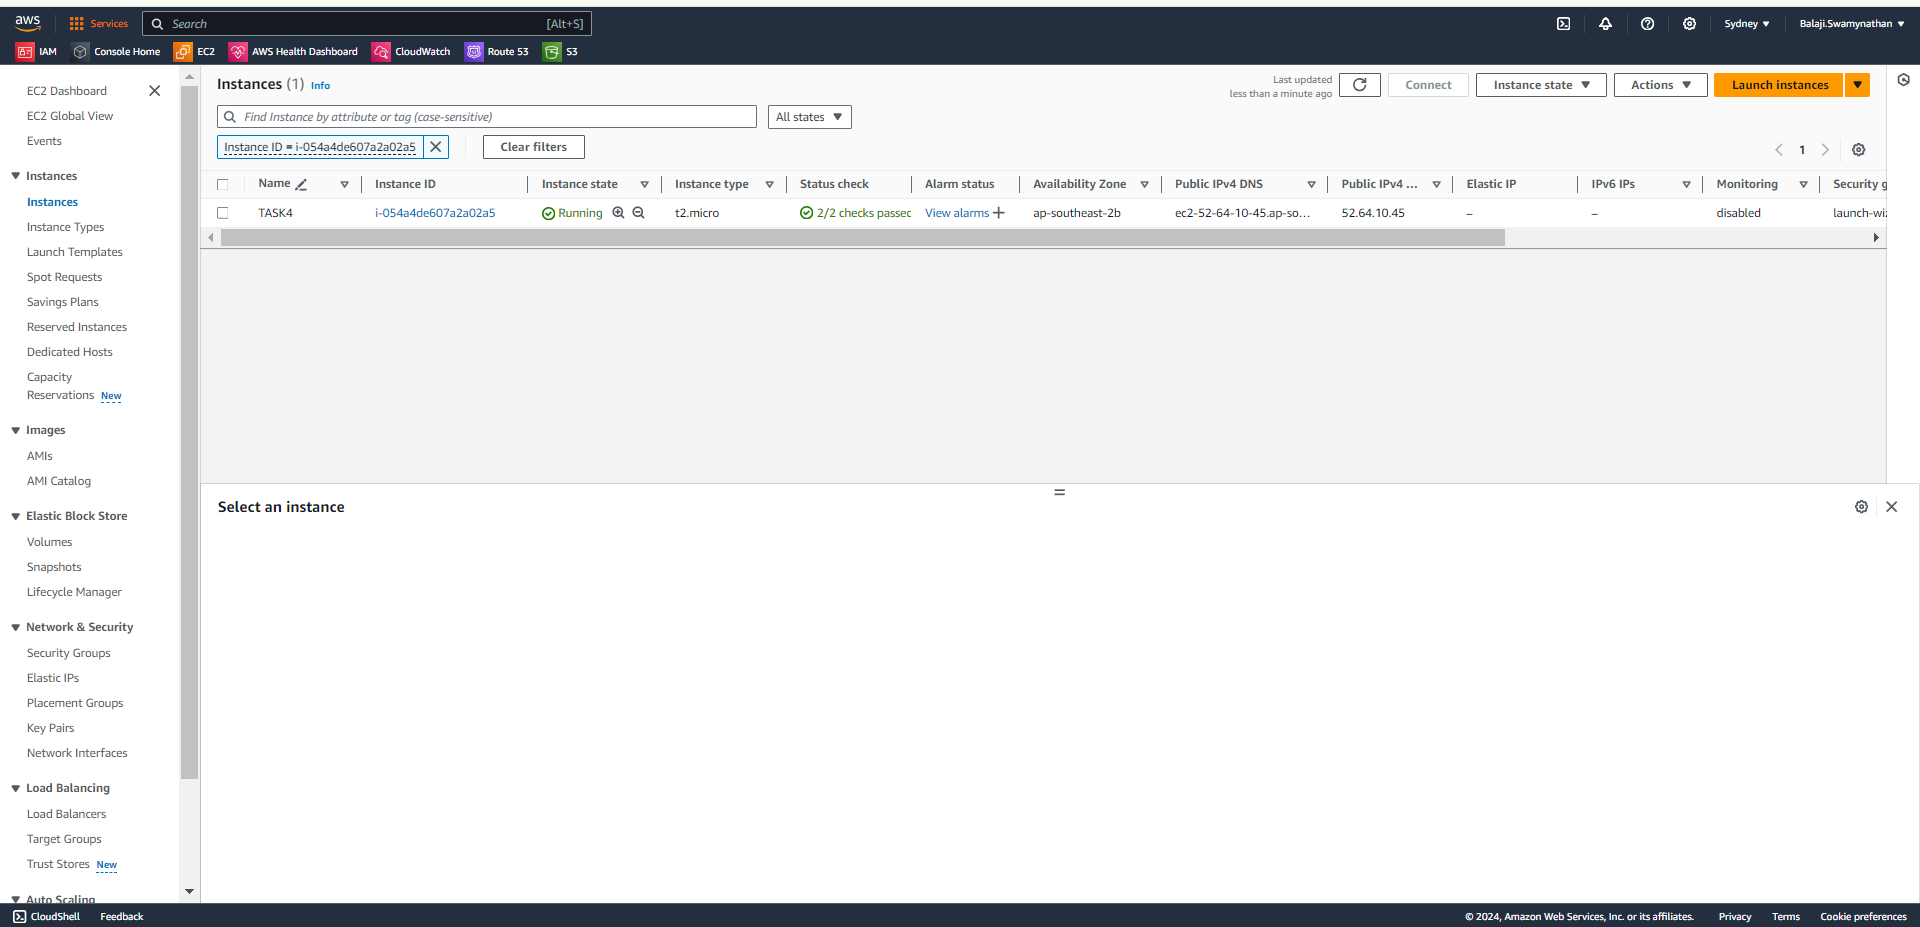 aws Services Search [Alt+S] Sydney Balaji.Swamynathan
IAM Console Home EC2 AWS Health Dashboard CloudWatch Route 53 S3
EC2 Dashboard
EC2 Global View
Events
Instances
Instances
Instance Types
Launch Templates
Spot Requests
Savings Plans
Reserved Instances
Dedicated Hosts
Capacity
Reservations New
Images
AMIs
AMI Catalog
Elastic Block Store
Volumes
Snapshots
Lifecycle Manager
Network & Security
Security Groups
Elastic IPs
Placement Groups
Key Pairs
Network Interfaces
Load Balancing
Load Balancers
Target Groups
Trust Stores New
Auto Scaling
Instances (1) Info
Last updated
less than a minute ago
Connect Instance state Actions Launch instances
Find Instance by attribute or tag (case-sensitive) All states
Instance ID = i-054a4de607a2a02a5 Clear filters
1
Name Instance ID Instance state Instance type Status check Alarm status Availability Zone Public IPv4 DNS Public IPv4 ... Elastic IP IPv6 IPs Monitoring Security g
TASK4 i-054a4de607a2a02a5 Running t2.micro 2/2 checks passec View alarms + ap-southeast-2b ec2-52-64-10-45.ap-so... 52.64.10.45 – – disabled launch-wi
Select an instance
CloudShell Feedback © 2024, Amazon Web Services, Inc. or its affiliates. Privacy Terms Cookie preferences